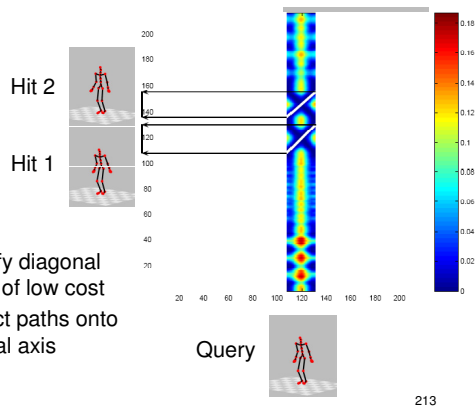 Hit 2
Hit 1
fy diagonal
of low cost
ct paths onto
al axis
Query
200
180
160
140
120
100
80
60
40
20
20 40 60 80 100 120 140 160 180 200
0.18
0.16
0.14
0.12
0.1
0.08
0.06
0.04
0.02
0
213